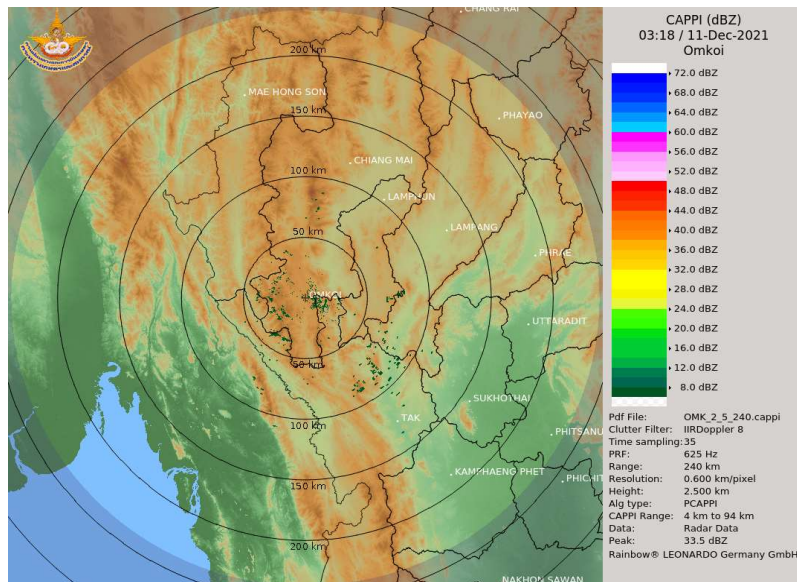 CAPPI (dBZ)
03:18 / 11-Dec-2021
Omkoi
72.0 dBZ
68.0 dBZ
64.0 dBZ
60.0 dBZ
56.0 dBZ
52.0 dBZ
48.0 dBZ
44.0 dBZ
40.0 dBZ
36.0 dBZ
32.0 dBZ
28.0 dBZ
24.0 dBZ
20.0 dBZ
16.0 dBZ
12.0 dBZ
8.0 dBZ
Pdf File: OMK_2_5_240.cappi
Clutter Filter: IIRDoppler 8
Time sampling:35
PRF: 625 Hz
Range: 240 km
Resolution: 0.600 km/pixel
Height: 2.500 km
Alg type: PCAPPI
CAPPI Range: 4 km to 94 km
Data: Radar Data
Peak: 33.5 dBZ
Rainbow® LEONARDO Germany GmbH
CHANG RAI
200 km
MAE HONG SON
150 km
PHAYAO
CHIANG MAI
100 km
LAMPHUN
LAMPANG
50 km
PHRAE
OMKOI
UTTARADIT
50 km
SUKHOTHAI
TAK
100 km
PHITSANU
KAMPHAENG PHET
PHICHIT
150 km
200 km
NAKHON SAWAN